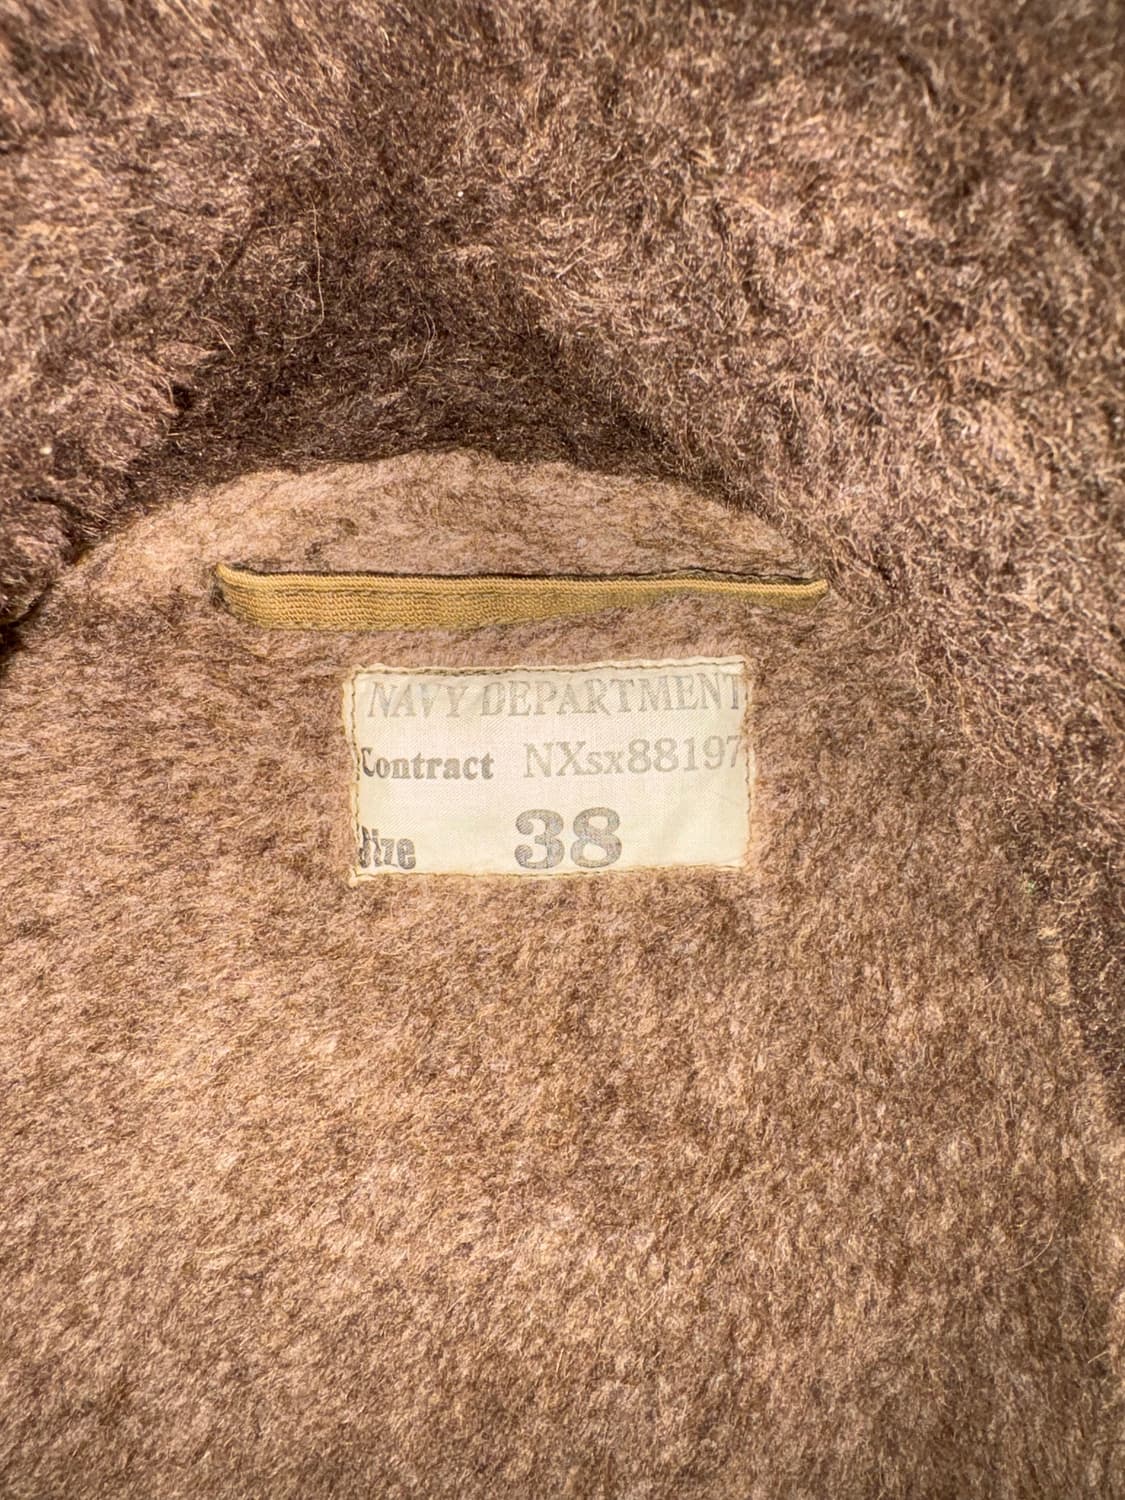 NAVY DEPARTMENT
Contract NXsx88197
Size 38